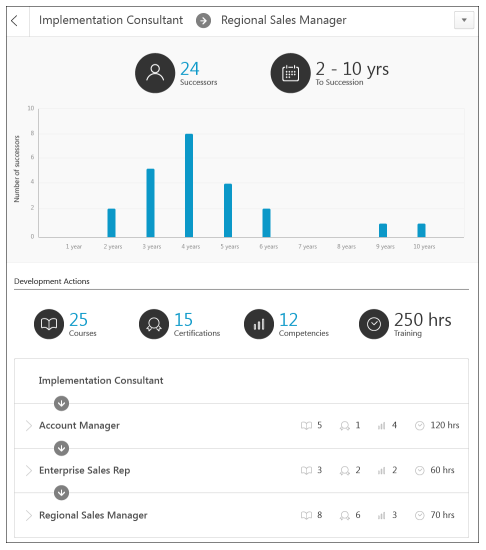 Implementation Consultant Regional Sales Manager
24
Successors
2 - 10 yrs
To Succession
Number of successors
10
8
6
4
2
0
1 year 2 years 3 years 4 years 5 years 6 years 7 years 8 years 9 years 10 years
Development Actions
25
Courses
15
Certifications
12
Competencies
250 hrs
Training
Implementation Consultant
Account Manager 5 1 4 120 hrs
Enterprise Sales Rep 3 2 2 60 hrs
Regional Sales Manager 8 6 3 70 hrs